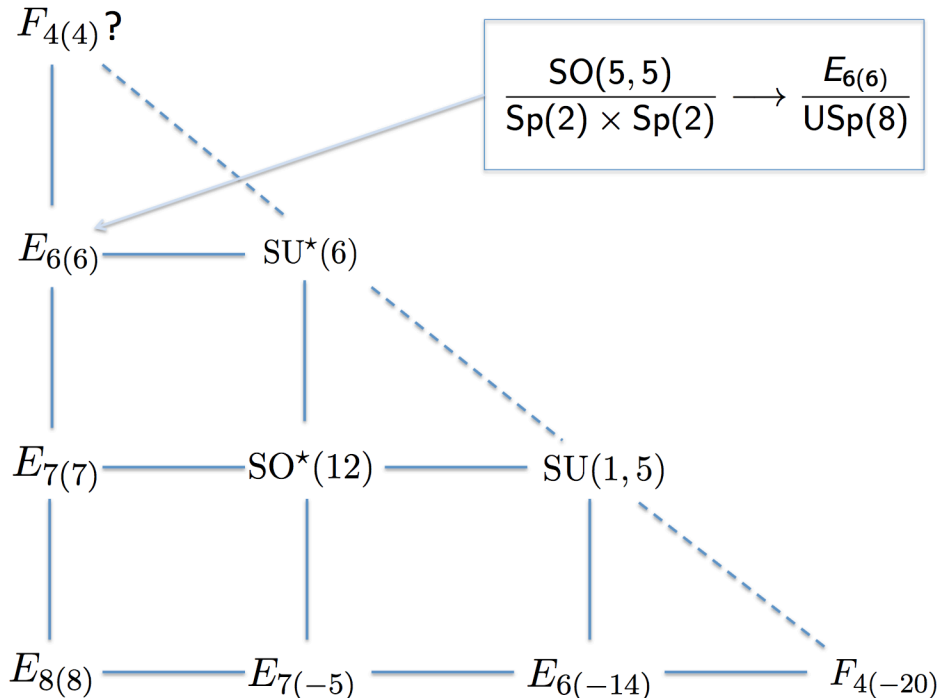 F₄₍₄₎?
SO(5, 5) / Sp(2) × Sp(2) ⟶ E₆₍₆₎ / USp(8)
E₆₍₆₎ SU⋆(6)
E₇₍₇₎ SO⋆(12) SU(1, 5)
E₈₍₈₎ E₇₍₋₅₎ E₆₍₋₁₄₎ F₄₍₋₂₀₎